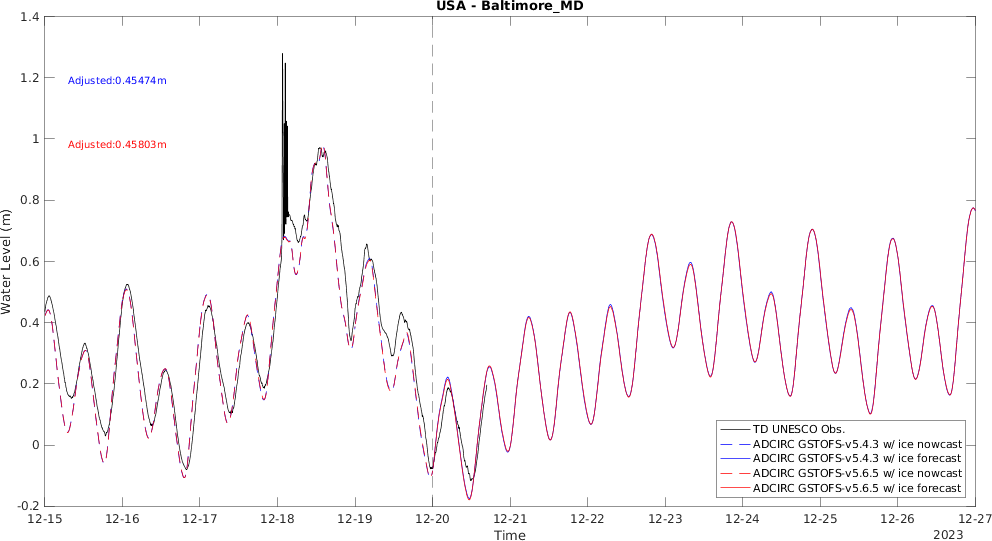 USA - Baltimore_MD
1.4
1.2
1
0.8
0.6
0.4
0.2
0
-0.2
Water Level (m)
Adjusted:0.45474m
Adjusted:0.45803m
TD UNESCO Obs.
ADCIRC GSTOFS-v5.4.3 w/ ice nowcast
ADCIRC GSTOFS-v5.4.3 w/ ice forecast
ADCIRC GSTOFS-v5.6.5 w/ ice nowcast
ADCIRC GSTOFS-v5.6.5 w/ ice forecast
12-15 12-16 12-17 12-18 12-19 12-20 12-21 12-22 12-23 12-24 12-25 12-26 12-27
Time
2023